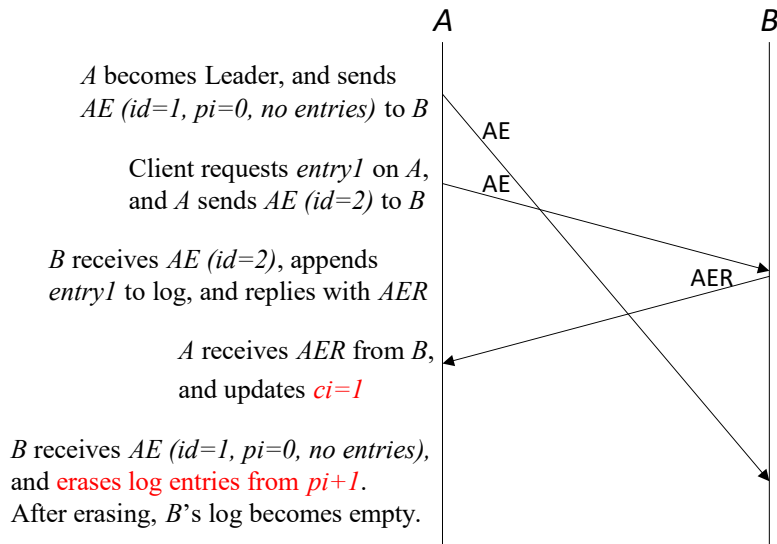 A
B
A becomes Leader, and sends
AE (id=1, pi=0, no entries) to B
AE
Client requests entry1 on A,
and A sends AE (id=2) to B
AE
B receives AE (id=2), appends
entry1 to log, and replies with AER
AER
A receives AER from B,
and updates ci=1
B receives AE (id=1, pi=0, no entries),
and erases log entries from pi+1.
After erasing, B's log becomes empty.